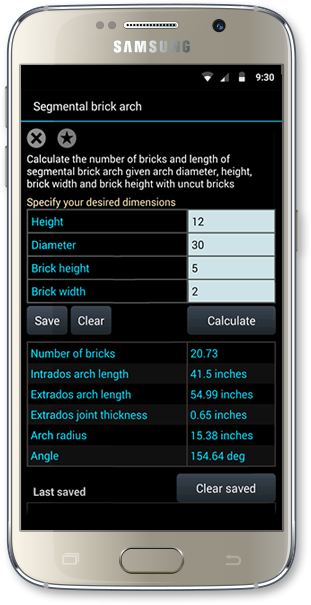 SAMSUNG
9:30
Segmental brick arch
Calculate the number of bricks and length of
segmental brick arch given arch diameter, height,
brick width and brick height with uncut bricks
Specify your desired dimensions
Height 12
Diameter 30
Brick height 5
Brick width 2
Save Clear Calculate
Number of bricks 20.73
Intrados arch length 41.5 inches
Extrados arch length 54.99 inches
Extrados joint thickness 0.65 inches
Arch radius 15.38 inches
Angle 154.64 deg
Last saved Clear saved